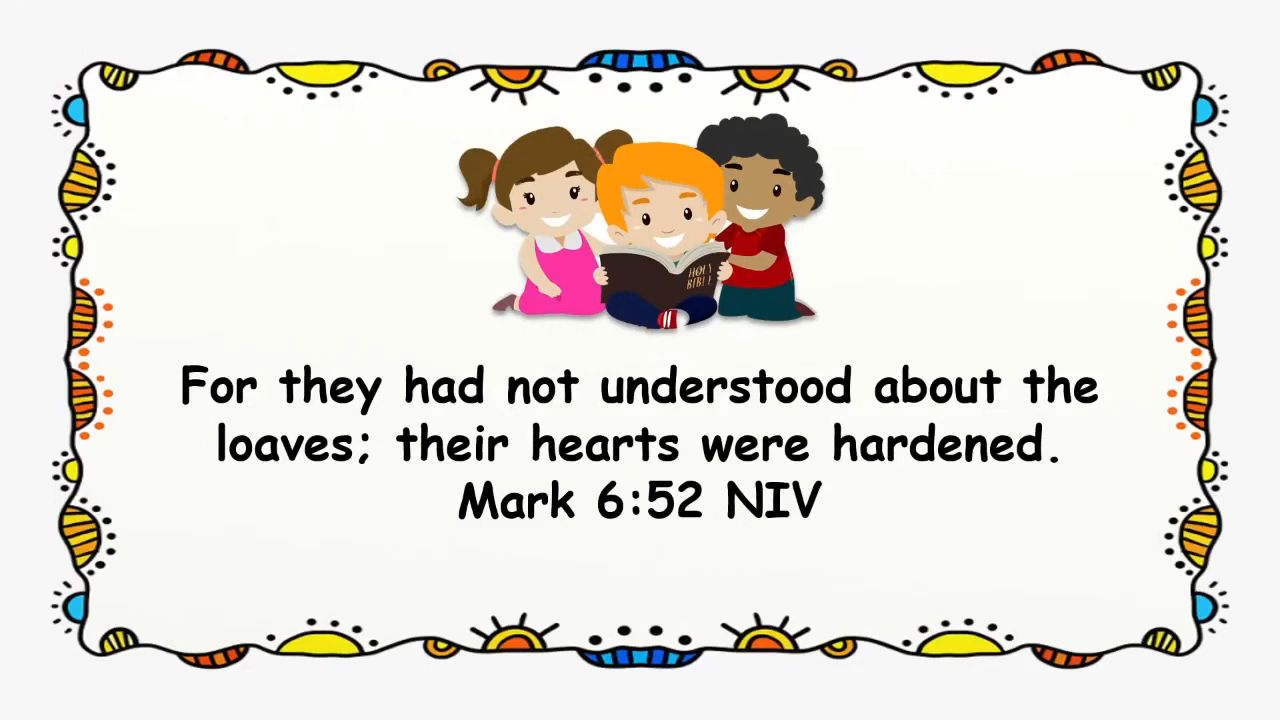 HOLY
BIBLE
For they had not understood about the
loaves; their hearts were hardened.
Mark 6:52 NIV